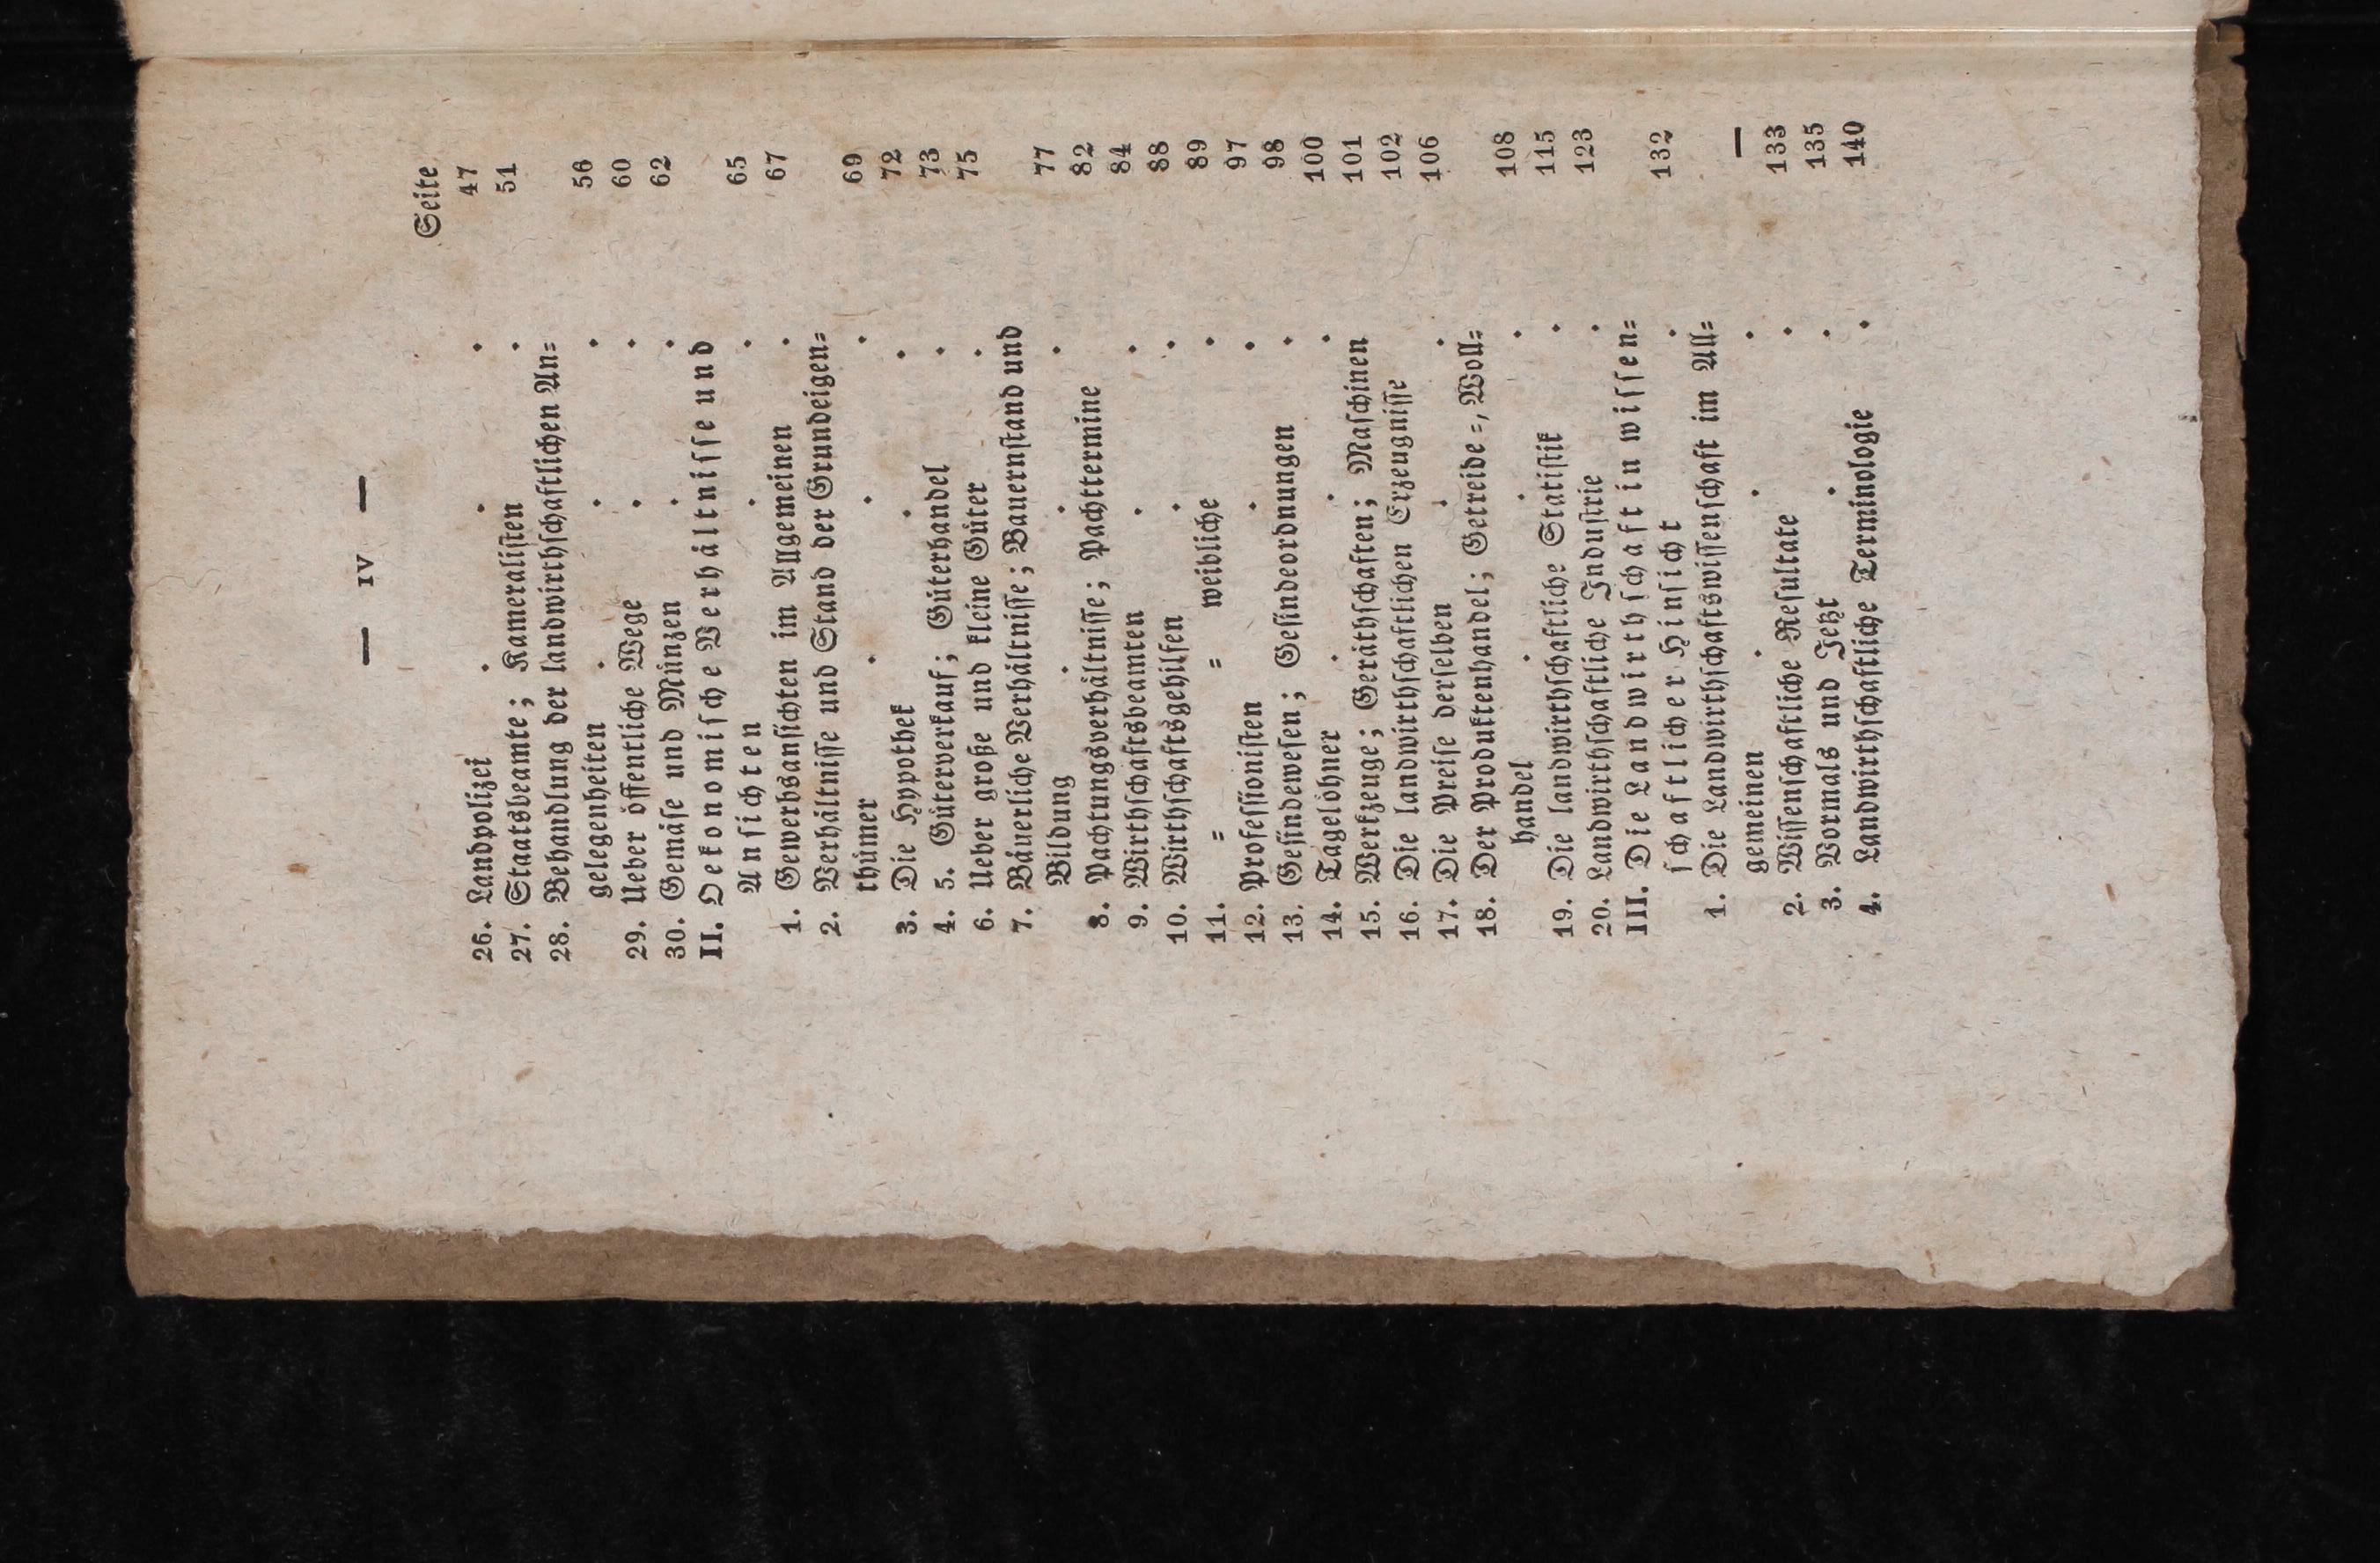 — IV —
Seite
26. Landpolizei . . . 47
27. Staatsbeamte; Kameralisten . 51
28. Behandlung der landwirthschaftlichen An=
gelegenheiten . . . 56
29. Ueber öffentliche Wege . . 60
30. Gemäße und Münzen . . 62
II. Oekonomische Verhältnisse und
Ansichten . . 65
1. Gewerbsansichten im Allgemeinen . 67
2. Verhältnisse und Stand der Grundeigen=
thümer . . . 69
3. Die Hypothek . . 72
4. 5. Güterverkauf; Güterhandel . 73
6. Ueber große und kleine Güter . 75
7. Bäuerliche Verhältnisse; Bauernstand und
Bildung . . . 77
8. Pachtungsverhältnisse; Pachttermine 82
9. Wirthschaftsbeamten . . 84
10. Wirthschaftsgehilfen . . 88
11. = = weibliche . 89
12. Professionisten . . 97
13. Gesindewesen; Gesindeordnungen . 98
14. Tagelöhner . . . 100
15. Werkzeuge; Geräthschaften; Maschinen 101
16. Die landwirthschaftlichen Erzeugnisse 102
17. Die Preise derselben . . 106
18. Der Produktenhandel; Getreide =, Woll=
handel . . . 108
19. Die landwirthschaftliche Statistik . 115
20. Landwirthschaftliche Industrie . 123
III. Die Landwirthschaft in wissen=
schaftlicher Hinsicht . 132
1. Die Landwirthschaftswissenschaft im All=
gemeinen . . . —
2. Wissenschaftliche Resultate . 133
3. Vormals und Jetzt . . 135
4. Landwirthschaftliche Terminologie . 140